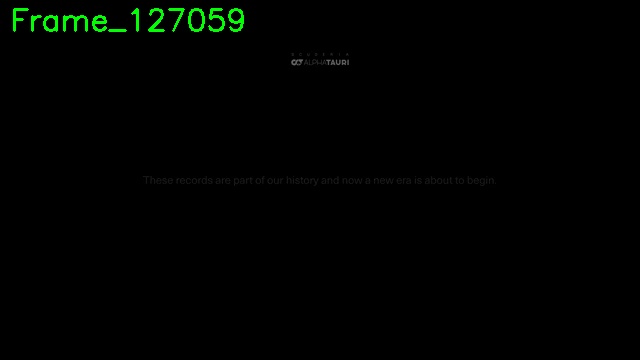 Frame_127059
ALPHATAURI
These records are part of our history and now a new era is about to begin.